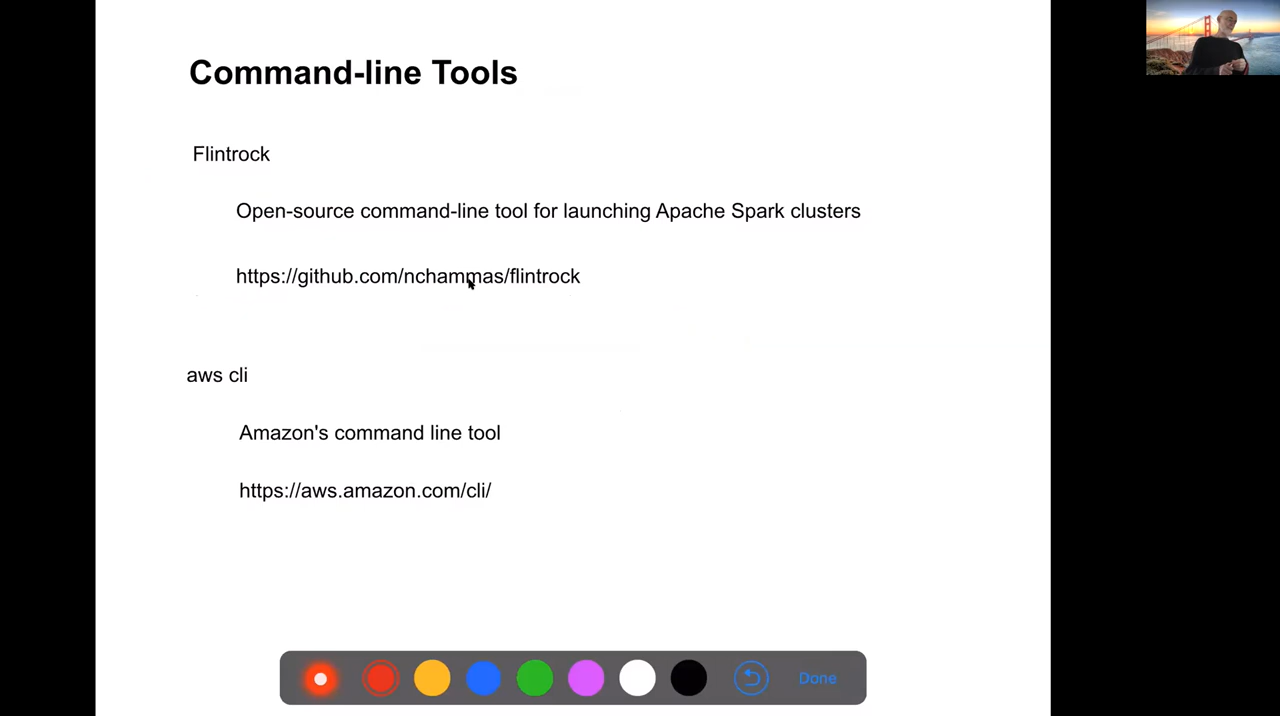 Command-line Tools
Flintrock
Open-source command-line tool for launching Apache Spark clusters
https://github.com/nchammas/flintrock
aws cli
Amazon's command line tool
https://aws.amazon.com/cli/
Done